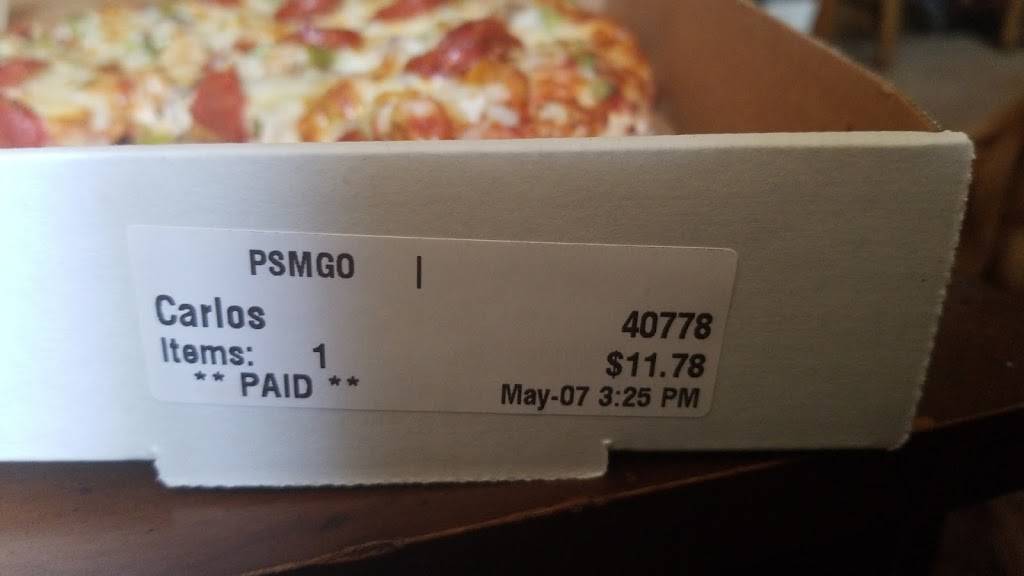 PSMGO |
Carlos 40778
Items: 1 $11.78
** PAID ** May-07 3:25 PM